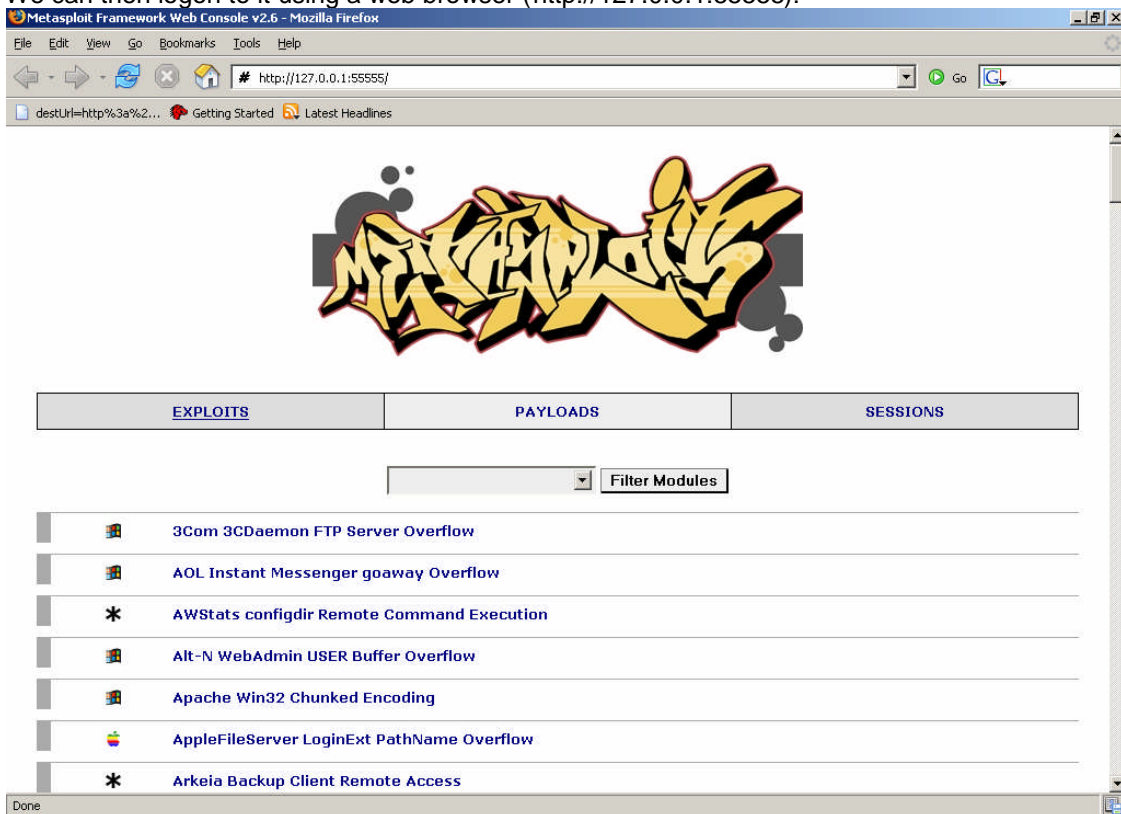 We can then logon to it using a web browser (http://127.0.0.1:55555).
Metasploit Framework Web Console v2.6 - Mozilla Firefox
File Edit View Go Bookmarks Tools Help
# http://127.0.0.1:55555/ Go G
destUrl=http%3a%2... Getting Started Latest Headlines
METASPLOIT
EXPLOITS PAYLOADS SESSIONS
Filter Modules
3Com 3CDaemon FTP Server Overflow
AOL Instant Messenger goaway Overflow
* AWStats configdir Remote Command Execution
Alt-N WebAdmin USER Buffer Overflow
Apache Win32 Chunked Encoding
AppleFileServer LoginExt PathName Overflow
* Arkeia Backup Client Remote Access
Done